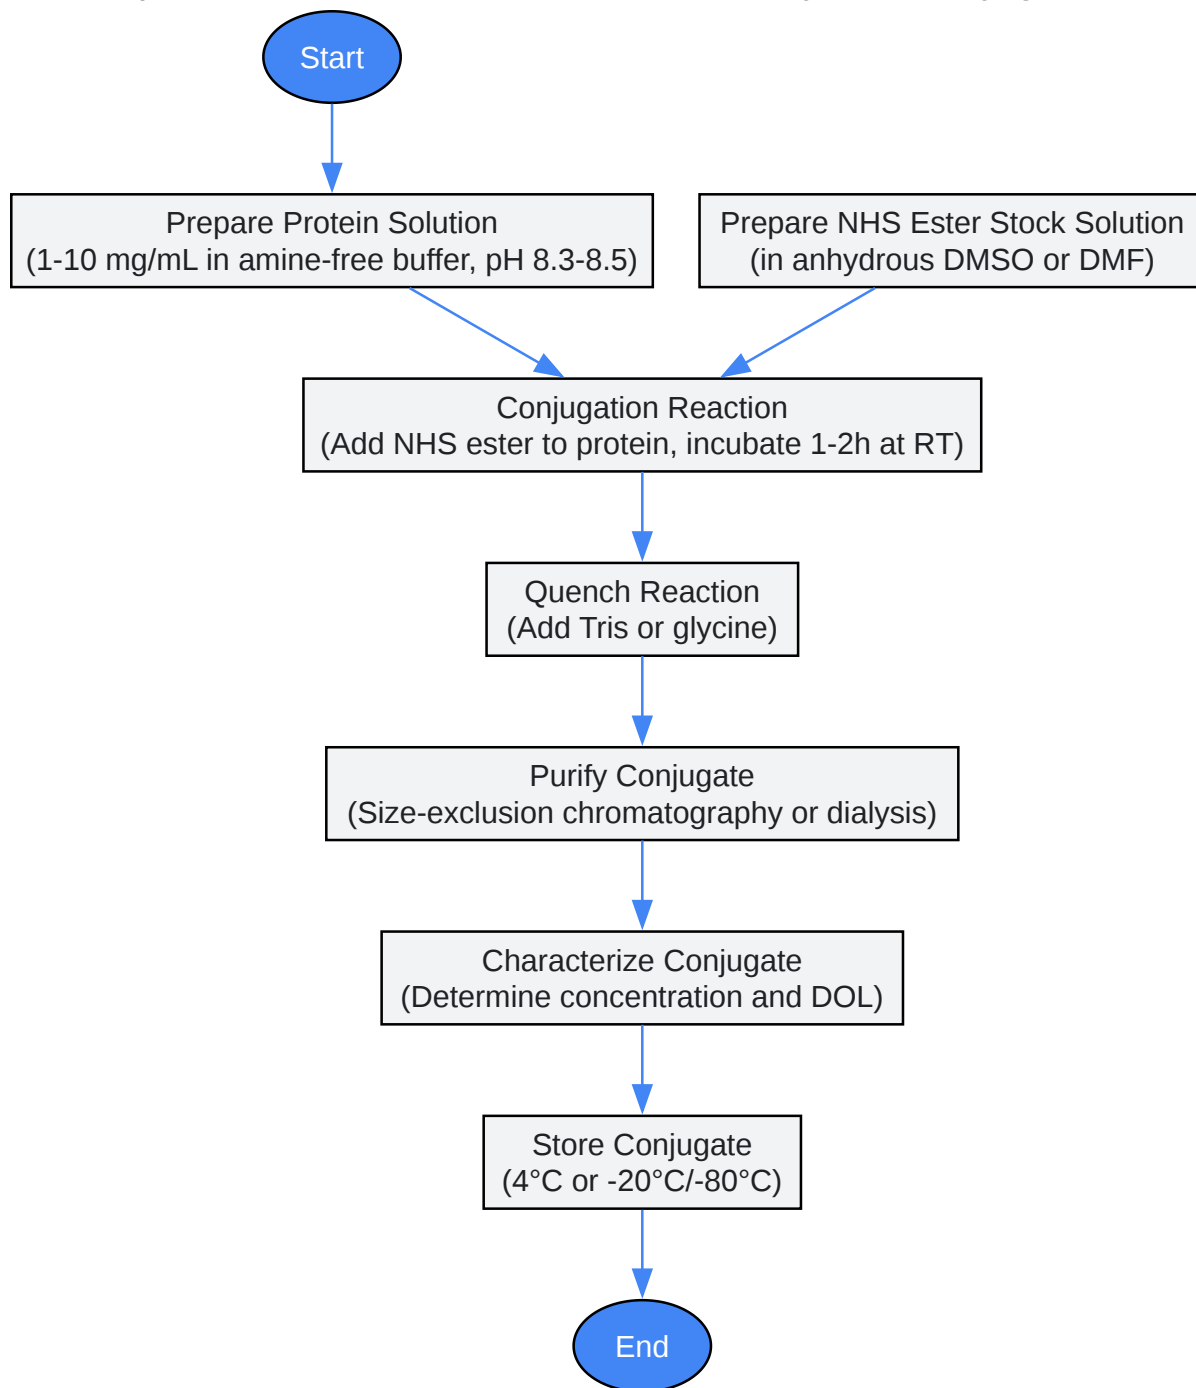 Start
Prepare Protein Solution
(1-10 mg/mL in amine-free buffer, pH 8.3-8.5)
Prepare NHS Ester Stock Solution
(in anhydrous DMSO or DMF)
Conjugation Reaction
(Add NHS ester to protein, incubate 1-2h at RT)
Quench Reaction
(Add Tris or glycine)
Purify Conjugate
(Size-exclusion chromatography or dialysis)
Characterize Conjugate
(Determine concentration and DOL)
Store Conjugate
(4°C or -20°C/-80°C)
End